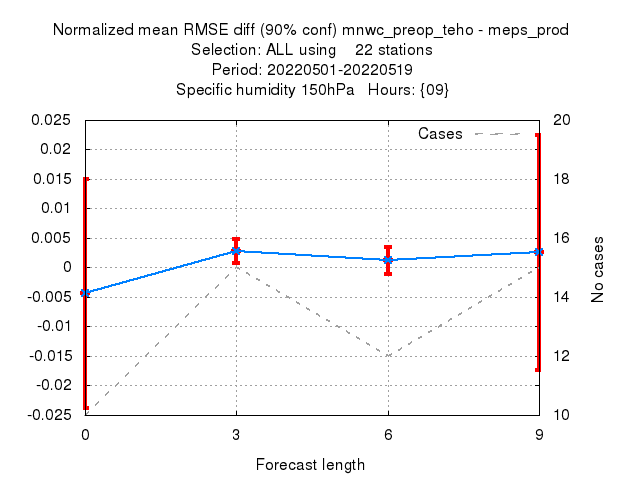 Normalized mean RMSE diff (90% conf) mnwc_preop_teho - meps_prod
Selection: ALL using    22 stations
Period: 20220501-20220519
Specific humidity 150hPa   Hours: {09}
Cases
0.025
0.02
0.015
0.01
0.005
0
-0.005
-0.01
-0.015
-0.02
-0.025
20
18
16
14
12
10
No cases
0 3 6 9
Forecast length